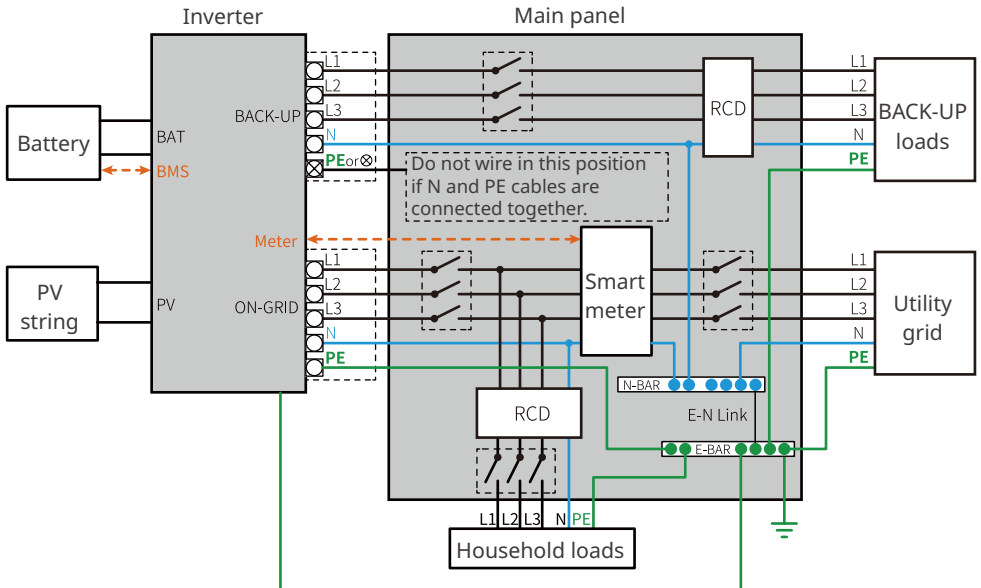 Inverter
Main panel
L1
L2
L3
N
PE or ⊗
BACK-UP
BAT
BMS
Battery
RCD
L1
L2
L3
N
PE
BACK-UP
loads
Do not wire in this position
if N and PE cables are
connected together.
Meter
PV
string
PV
ON-GRID
L1
L2
L3
N
PE
Smart
meter
L1
L2
L3
N
PE
Utility
grid
N-BAR
E-N Link
E-BAR
RCD
L1 L2 L3 N PE
Household loads